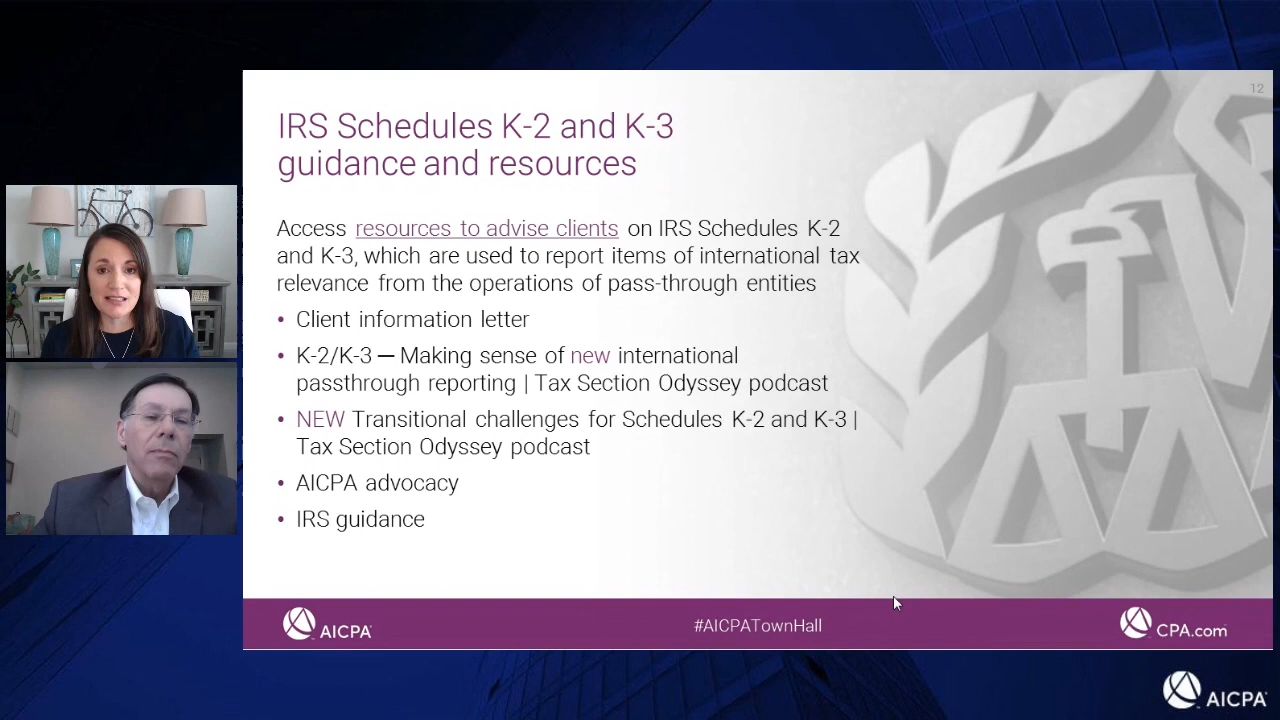 12
IRS Schedules K-2 and K-3
guidance and resources
Access resources to advise clients on IRS Schedules K-2
and K-3, which are used to report items of international tax
relevance from the operations of pass-through entities
• Client information letter
• K-2/K-3 — Making sense of new international
passthrough reporting | Tax Section Odyssey podcast
• NEW Transitional challenges for Schedules K-2 and K-3 |
Tax Section Odyssey podcast
• AICPA advocacy
• IRS guidance
AICPA
#AICPATownHall
CPA.com
AICPA